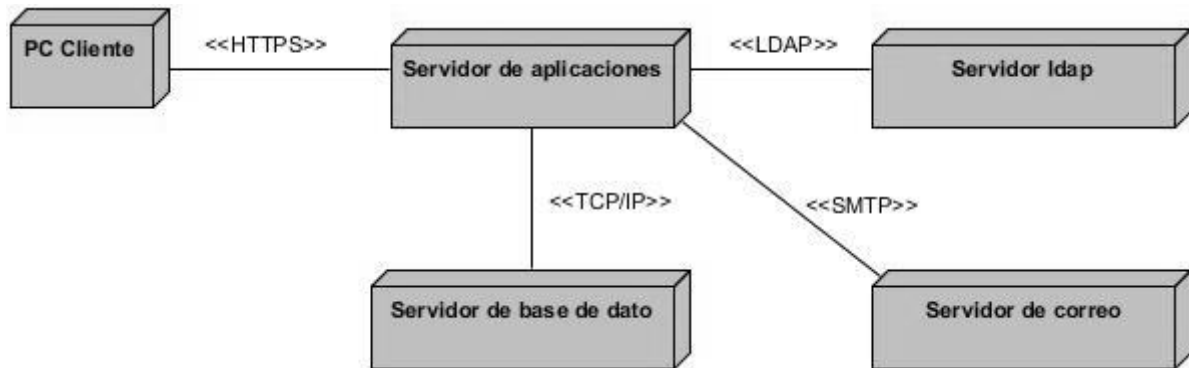 PC Cliente
<<HTTPS>>
Servidor de aplicaciones
<<LDAP>>
Servidor ldap
<<TCP/IP>>
<<SMTP>>
Servidor de base de dato
Servidor de correo